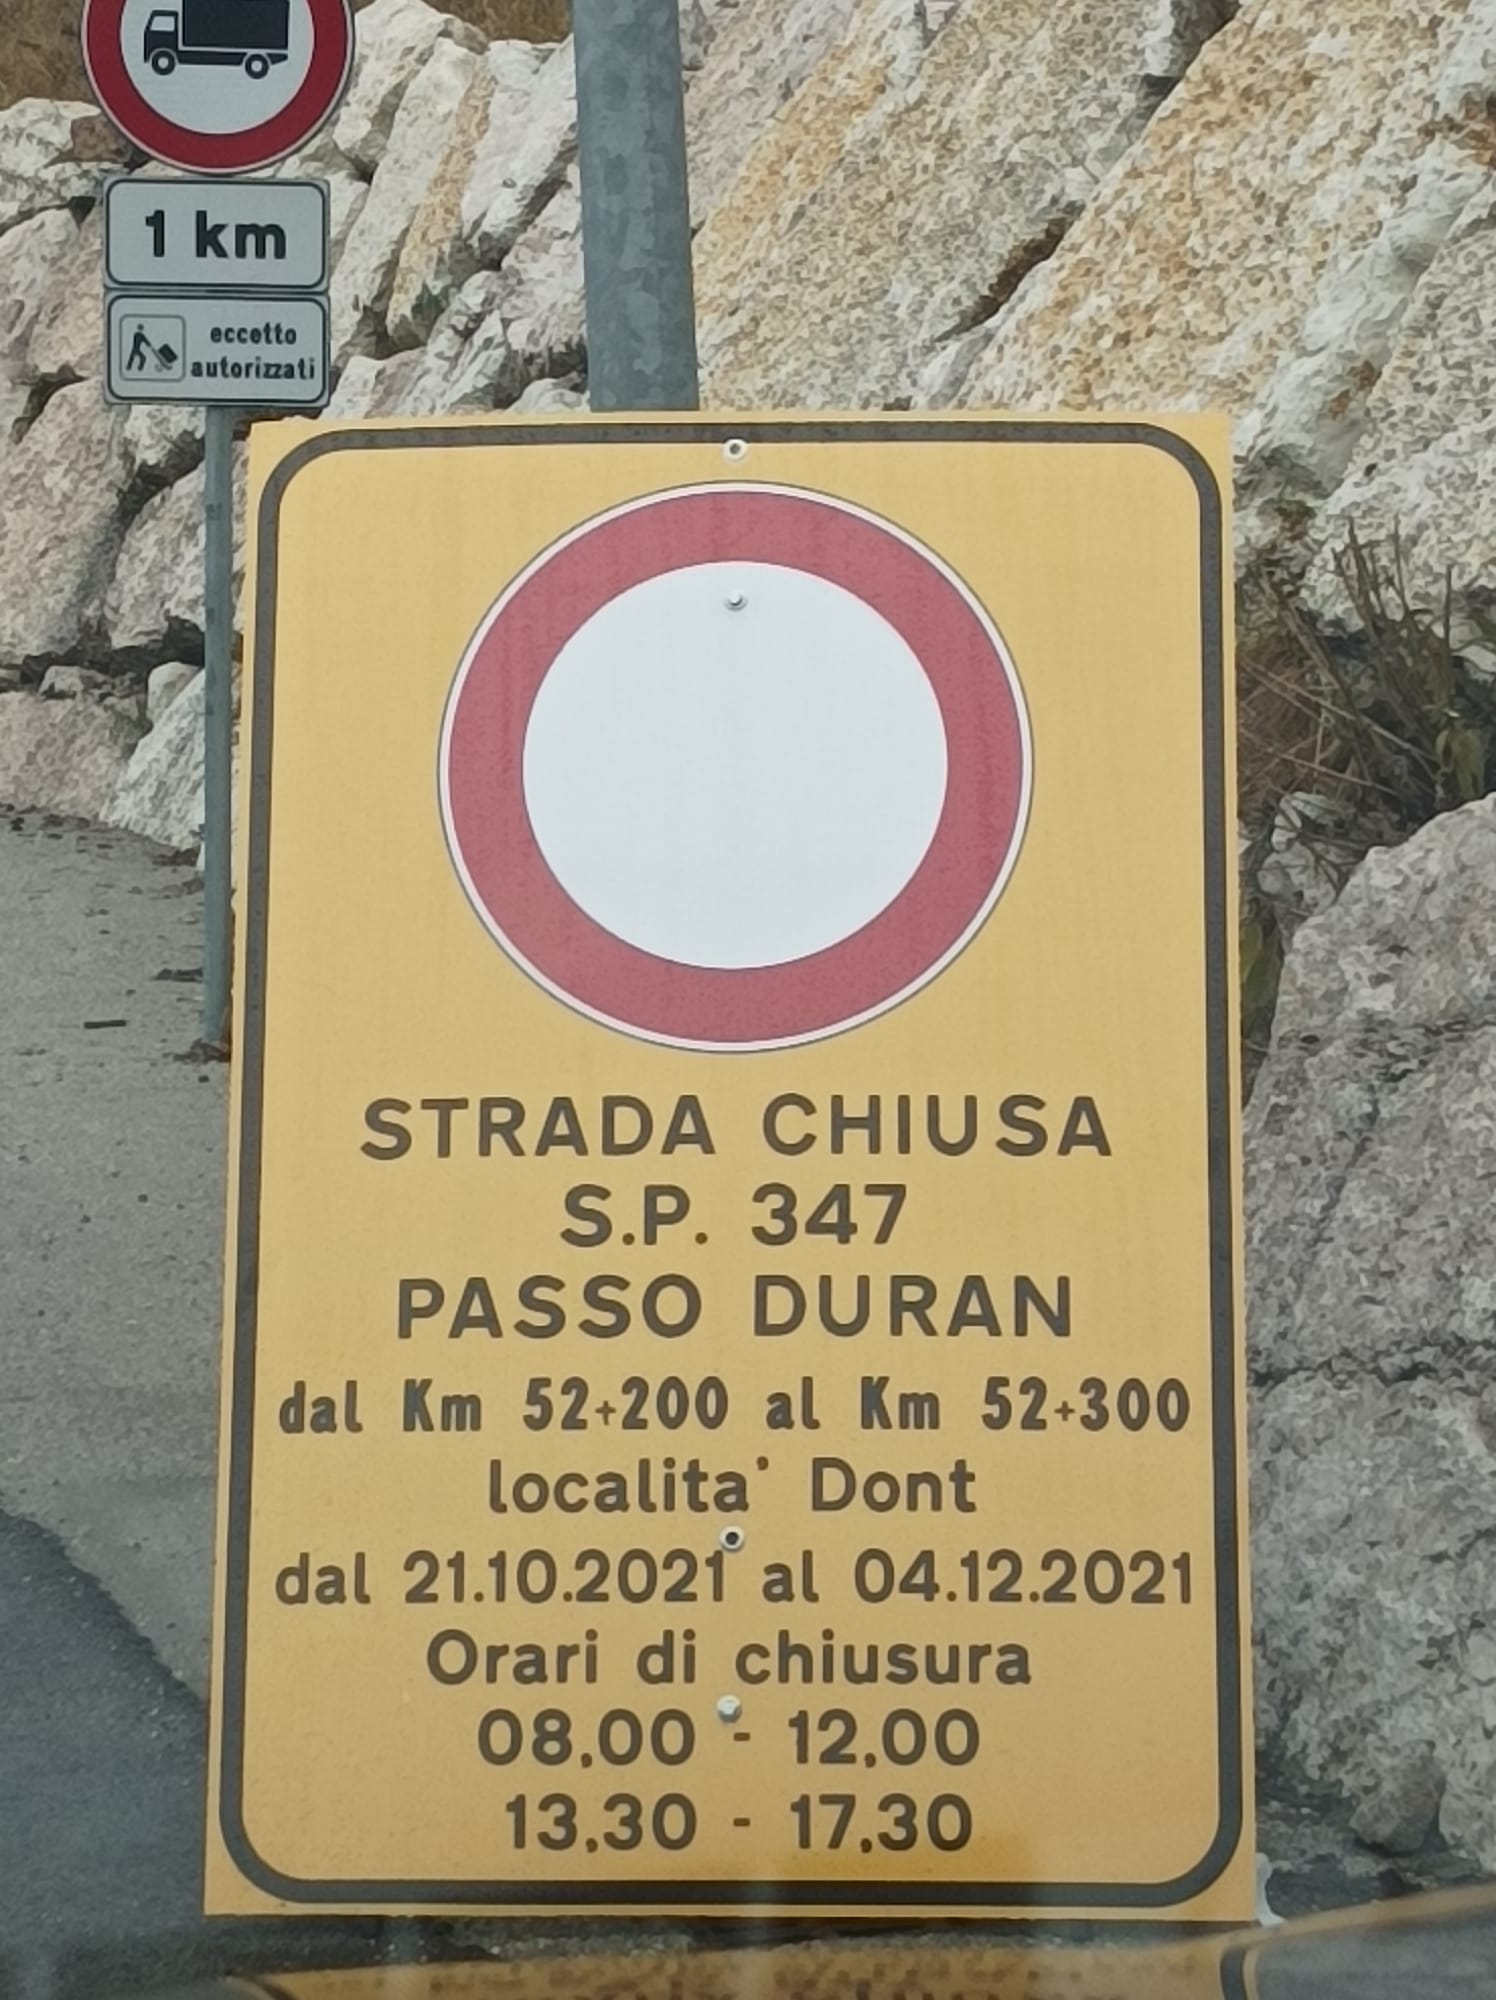 1 km
eccetto
autorizzati
STRADA CHIUSA
S.P. 347
PASSO DURAN
dal Km 52+200 al Km 52+300
localita' Dont
dal 21.10.2021 al 04.12.2021
Orari di chiusura
08,00 - 12,00
13,30 - 17,30